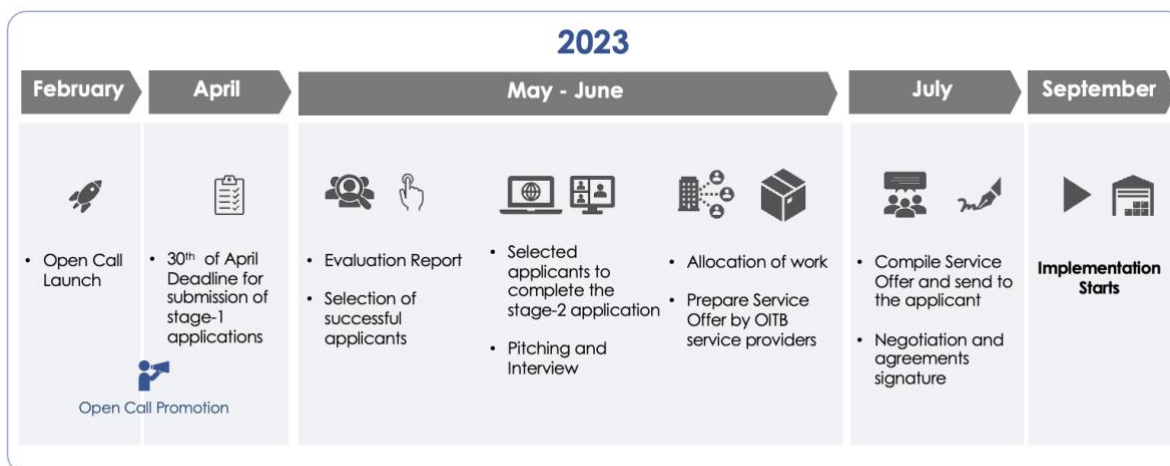 2023
February
April
May - June
July
September
• Open Call
Launch
• 30th of April
Deadline for
submission of
stage-1
applications
Open Call Promotion
• Evaluation Report
• Selection of
successful
applicants
• Selected
applicants to
complete the
stage-2 application
• Pitching and
Interview
• Allocation of work
• Prepare Service
Offer by OITB
service providers
• Compile Service
Offer and send to
the applicant
• Negotiation and
agreements
signature
Implementation
Starts